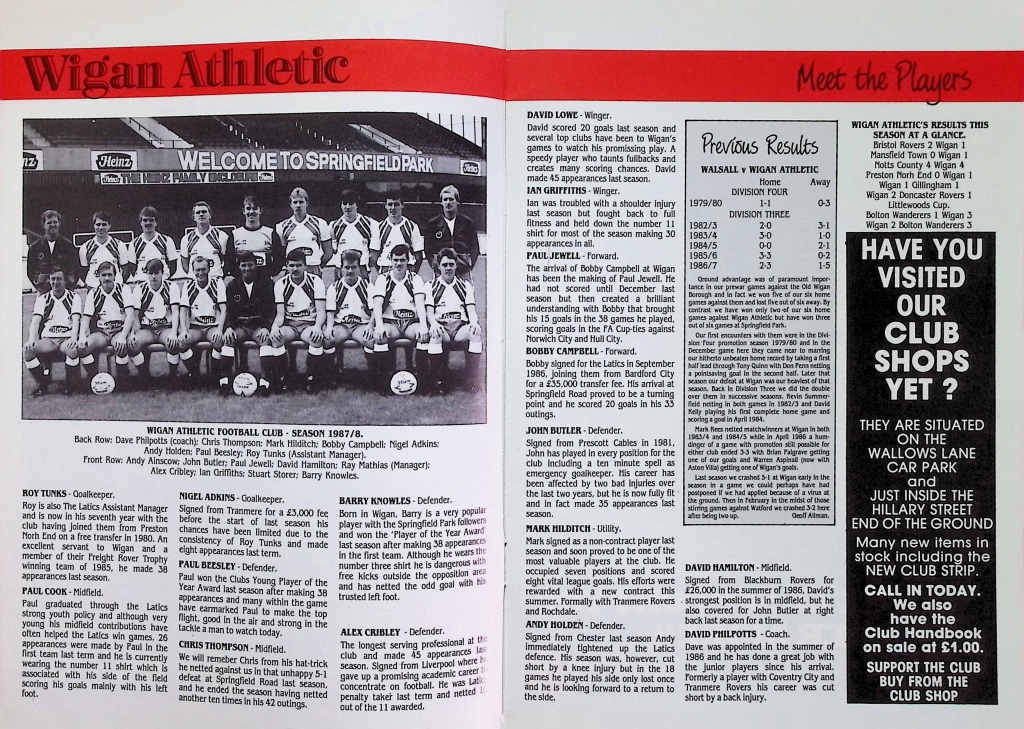 Wigan Athletic
Meet the Players
Heinz
Heinz
WELCOME TO SPRINGFIELD PARK
Heinz
THE HEINZ FAMILY ENCLOSURE
Heinz
WIGAN ATHLETIC FOOTBALL CLUB - SEASON 1987/8.
Back Row: Dave Philpotts (coach); Chris Thompson; Mark Hilditch; Bobby Campbell; Nigel Adkins;
Andy Holden; Paul Beesley; Roy Tunks (Assistant Manager).
Front Row: Andy Ainscow; John Butler; Paul Jewell; David Hamilton; Ray Mathias (Manager);
Alex Cribley; Ian Griffiths; Stuart Storer; Barry Knowles.
ROY TUNKS - Goalkeeper.
Roy is also The Latics Assistant Manager
and is now in his seventh year with the
club having joined them from Preston
Norh End on a free transfer in 1980. An
excellent servant to Wigan and a
member of their Freight Rover Trophy
winning team of 1985, he made 38
appearances last season.
PAUL COOK - Midfield.
Paul graduated through the Latics
strong youth policy and although very
young his midfield contributions have
often helped the Latics win games. 26
appearances were made by Paul in the
first team last term and he is currently
wearing the number 11 shirt which is
associated with his side of the field
scoring his goals mainly with his left
foot.
NIGEL ADKINS - Goalkeeper.
Signed from Tranmere for a £3,000 fee
before the start of last season his
chances have been limited due to the
consistency of Roy Tunks and made
eight appearances last term.
PAUL BEESLEY - Defender.
Paul won the Clubs Young Player of the
Year Award last season after making 38
appearances and many within the game
have earmarked Paul to make the top
flight, good in the air and strong in the
tackle a man to watch today.
CHRIS THOMPSON - Midfield.
We will remeber Chris from his hat-trick
he netted against us in that unhappy 5-1
defeat at Springfield Road last season,
and he ended the season having netted
another ten times in his 42 outings.
BARRY KNOWLES - Defender.
Born in Wigan, Barry is a very popular
player with the Springfield Park followers
and won the 'Player of the Year Award'
last season after making 38 appearances
in the first team. Although he wears the
number three shirt he is dangerous with
free kicks outside the opposition area
and has netted the odd goal with his
trusted left foot.
ALEX CRIBLEY - Defender.
The longest serving professional at the
club and made 45 appearances last
season. Signed from Liverpool where he
gave up a promising academic career to
concentrate on football. He was Latics
penalty taker last term and netted 10
out of the 11 awarded.
DAVID LOWE - Winger.
David scored 20 goals last season and
several top clubs have been to Wigan's
games to watch his promising play. A
speedy player who taunts fullbacks and
creates many scoring chances. David
made 45 appearances last season.
IAN GRIFFITHS - Winger.
Ian was troubled with a shoulder injury
last season but fought back to full
fitness and held down the number 11
shirt for most of the season making 30
appearances in all.
PAUL JEWELL - Forward.
The arrival of Bobby Campbell at Wigan
has been the making of Paul Jewell. He
had not scored until December last
season but then created a brilliant
understanding with Bobby that brought
his 15 goals in the 38 games he played,
scoring goals in the FA Cup-ties against
Norwich City and Hull City.
BOBBY CAMPBELL - Forward.
Bobby signed for the Latics in September
1986, joining them from Bardford City
for a £35,000 transfer fee. His arrival at
Springfield Road proved to be a turning
point and he scored 20 goals in his 33
outings.
JOHN BUTLER - Defender.
Signed from Prescott Cables in 1981,
John has played in every position for the
club including a ten minute spell as
emergency goalkeeper. His career has
been affected by two bad injuries over
the last two years, but he is now fully fit
and in fact made 35 appearances last
season.
MARK HILDITCH - Utility.
Mark signed as a non-contract player last
season and soon proved to be one of the
most valuable players at the club. He
occupied seven positions and scored
eight vital league goals. His efforts were
rewarded with a new contract this
summer. Formally with Tranmere Rovers
and Rochdale.
ANDY HOLDEN - Defender.
Signed from Chester last season Andy
immediately tightened up the Latics
defence. His season was, however, cut
short by a knee injury but in the 18
games he played his side only lost once
and he is looking forward to a return to
the side.
Previous Results
WALSALL v WIGAN ATHLETIC
Home Away
DIVISION FOUR
1979/80 1-1 0-3
DIVISION THREE
1982/3 2-0 3-1
1983/4 3-0 1-0
1984/5 0-0 2-1
1985/6 3-3 0-2
1986/7 2-3 1-5
Ground advantage was of paramount impor-
tance in our prewar games against the Old Wigan
Borough and in fact we won five of our six home
games against them and lost five out of six away. By
contrast we have won only two of our six home
games against Wigan Athletic but have won three
out of six games at Springfield Park.
Our first encounters with them were in the Divi-
sion four promotion season 1979/80 and in the
December game here they came near to marring
our hitherto unbeaten home record by taking a first
half lead through Tony Quinn with Don Penn netting
a pointsaving goal in the second half. Later that
season our defeat at Wigan was our heaviest of that
season. Back in Division Three we did the double
over them in successive seasons. Kevin Summer-
field netting in both games in 1982/3 and David
Kelly playing his first complete home game and
scoring a goal in April 1984.
Mark Rees netted matchwinners at Wigan in both
1983/4 and 1984/5 while in April 1986 a hum-
dinger of a game with promotion still possible for
either club ended 3-3 with Brian Palgrave getting
one of our goals and Warren Aspinall (now with
Aston Villa) getting one of Wigan's goals.
Last season we crashed 5-1 at Wigan early in the
season in a game we could perhaps have had
postponed if we had applied because of a virus at
the ground. Then in February in the midst of those
stirring games against Watford we crashed 3-2 here
after being two up.
Geoff Allman.
DAVID HAMILTON - Midfield.
Signed from Blackburn Rovers for
£26,000 in the summer of 1986, David's
strongest position is in midfield, but he
also covered for John Butler at right
back last season for a time.
DAVID PHILPOTTS - Coach.
Dave was appointed in the summer of
1986 and he has done a great job with
the junior players since his arrival.
Formerly a player with Coventry City and
Tranmere Rovers his career was cut
short by a back injury.
WIGAN ATHLETIC'S RESULTS THIS
SEASON AT A GLANCE.
Bristol Rovers 2 Wigan 1
Mansfield Town 0 Wigan 1
Notts County 4 Wigan 4
Preston Norh End 0 Wigan 1
Wigan 1 Gillingham 1
Wigan 2 Doncaster Rovers 1
Littlewoods Cup.
Bolton Wanderers 1 Wigan 3
Wigan 2 Bolton Wanderers 3
HAVE YOU
VISITED
OUR
CLUB
SHOPS
YET ?
THEY ARE SITUATED
ON THE
WALLOWS LANE
CAR PARK
and
JUST INSIDE THE
HILLARY STREET
END OF THE GROUND
Many new items in
stock including the
NEW CLUB STRIP.
CALL IN TODAY.
We also
have the
Club Handbook
on sale at £1.00.
SUPPORT THE CLUB
BUY FROM THE
CLUB SHOP